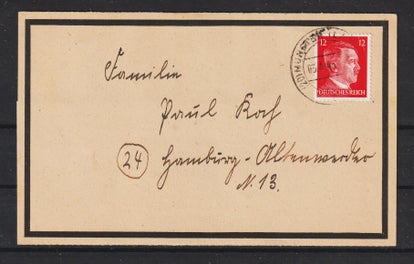 12 12
DEUTSCHES REICH
Familie
Paul Koch
24
Hamburg-Altenwerder
N. 13.